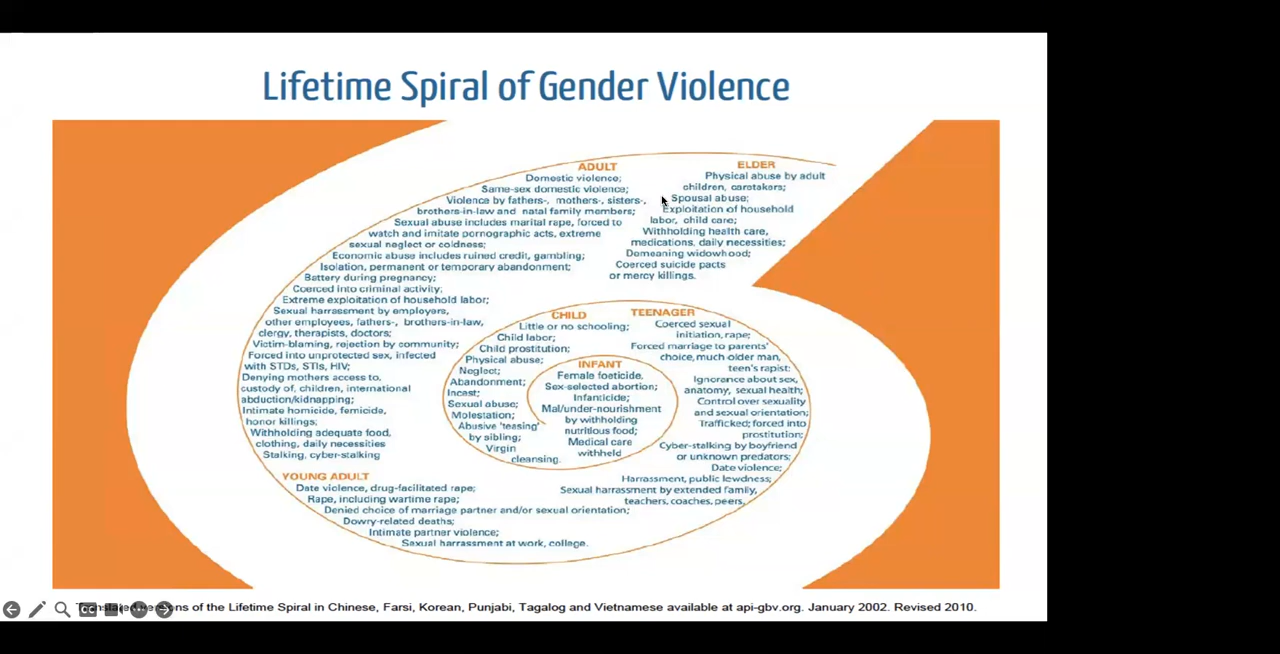 Lifetime Spiral of Gender Violence
ADULT
Domestic violence;
Same-sex domestic violence;
Violence by fathers-, mothers-, sisters-,
brothers-in-law and natal family members;
Sexual abuse includes marital rape, forced to
watch and imitate pornographic acts, extreme
sexual neglect or coldness;
Economic abuse includes ruined credit, gambling;
Isolation, permanent or temporary abandonment;
Battery during pregnancy;
Coerced into criminal activity;
Extreme exploitation of household labor;
Sexual harassment by employers,
other employees, fathers-, brothers-in-law,
clergy, therapists, doctors;
Victim-blaming, rejection by community;
Forced into unprotected sex, infected
with STDs, STIs, HIV;
Denying mothers access to,
custody of, children, international
abduction/kidnapping;
Intimate homicide, femicide,
honor killings;
Withholding adequate food,
clothing, daily necessities
Stalking, cyber-stalking
ELDER
Physical abuse by adult
children, caretakers;
Spousal abuse;
Exploitation of household
labor, child care;
Withholding health care,
medications, daily necessities;
Demeaning widowhood;
Coerced suicide pacts
or mercy killings.
CHILD
Little or no schooling;
Child labor;
Child prostitution;
Physical abuse;
Neglect;
Abandonment;
Incest;
Sexual abuse;
Molestation;
Abusive 'teasing'
by sibling;
Virgin
cleansing.
INFANT
Female foeticide,
Sex-selected abortion;
Infanticide;
Mal/under-nourishment
by withholding
nutritious food;
Medical care
withheld
TEENAGER
Coerced sexual
initiation, rape;
Forced marriage to parents'
choice, much older man,
teen's rapist;
Ignorance about sex,
anatomy, sexual health;
Control over sexuality
and sexual orientation;
Trafficked; forced into
prostitution;
Cyber-stalking by boyfriend
or unknown predators;
Date violence;
Harrassment, public lewdness;
Sexual harrassment by extended family,
teachers, coaches, peers.
YOUNG ADULT
Date violence, drug-facilitated rape;
Rape, including wartime rape;
Denied choice of marriage partner and/or sexual orientation;
Dowry-related deaths;
Intimate partner violence;
Sexual harrassment at work, college.
of the Lifetime Spiral in Chinese, Farsi, Korean, Punjabi, Tagalog and Vietnamese available at api-gbv.org. January 2002. Revised 2010.